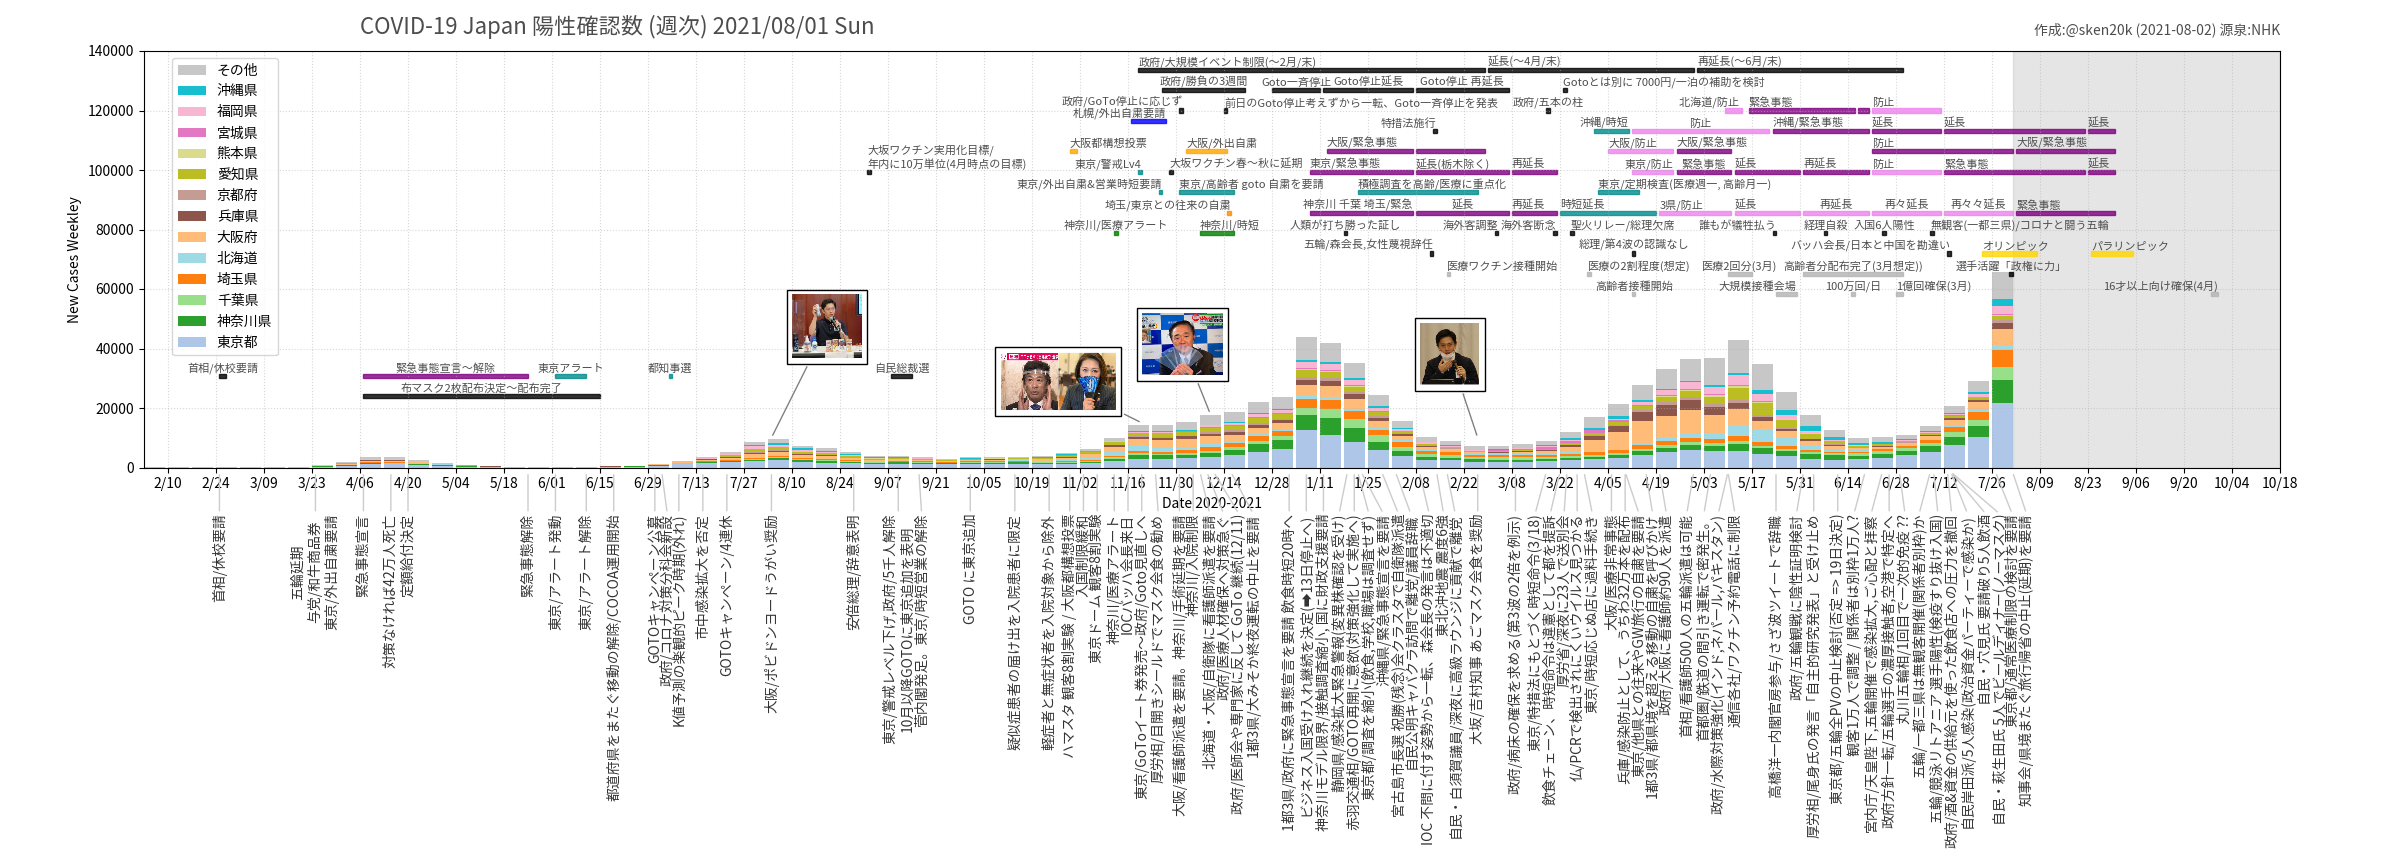 COVID-19 Japan 陽性確認数 (週次) 2021/08/01 Sun
作成:@sken20k (2021-08-02) 源泉:NHK
New Cases Weekly
140000
120000
100000
80000
60000
40000
20000
0
その他
沖縄県
福岡県
宮城県
熊本県
愛知県
京都府
兵庫県
大阪府
北海道
埼玉県
千葉県
神奈川県
東京都
政府/大規模イベント制限(〜2月/末)
延長(〜4月/末)
再延長(〜6月/末)
政府/勝負の3週間
Goto一斉停止
Goto停止延長
Goto停止 再延長
Gotoとは別に 7000円/一泊の補助を検討
政府/GoTo停止に応じず
前日のGoto停止考えずから一転、Goto一斉停止を発表
政府/五本の柱
北海道/防止
緊急事態
防止
札幌/外出自粛要請
特措法施行
沖縄/時短
防止
沖縄/緊急事態
延長
延長
延長
大阪都構想投票
大阪/外出自粛
大阪/緊急事態
大阪/防止
大阪/緊急事態
防止
大阪/緊急事態
大坂ワクチン実用化目標/
年内に10万単位(4月時点の目標)
東京/警戒Lv4
大坂ワクチン春〜秋に延期
東京/緊急事態
延長(栃木除く)
再延長
東京/防止
緊急事態
延長
再延長
防止
緊急事態
延長
東京/外出自粛&営業時短要請
東京/高齢者 goto 自粛を要請
積極調査を高齢/医療に重点化
東京/定期検査(医療週一, 高齢月一)
埼玉/東京との往来の自粛
神奈川 千葉 埼玉/緊急
延長
再延長
時短延長
3県/防止
延長
再延長
再々延長
再々々延長
緊急事態
神奈川/医療アラート
神奈川/時短
人類が打ち勝った証し
海外客調整
海外客断念
聖火リレー/総理欠席
誰もが犠牲払う
経理自殺
入国6人陽性
無観客(一都三県)/コロナと闘う五輪
五輪/森会長,女性蔑視辞任
総理/第4波の認識なし
バッハ会長/日本と中国を勘違い
オリンピック
パラリンピック
医療ワクチン接種開始
医療の2割程度(想定)
医療2回分(3月)
高齢者分配布完了(3月想定))
選手活躍「政権に力」
高齢者接種開始
大規模接種会場
100万回/日
1億回確保(3月)
16才以上向け確保(4月)
首相/休校要請
緊急事態宣言〜解除
東京アラート
都知事選
自民総裁選
布マスク2枚配布決定〜配布完了
2/10
2/24
3/09
3/23
4/06
4/20
5/04
5/18
6/01
6/15
6/29
7/13
7/27
8/10
8/24
9/07
9/21
10/05
10/19
11/02
11/16
11/30
12/14
12/28
1/11
1/25
2/08
2/22
3/08
3/22
4/05
4/19
5/03
5/17
5/31
6/14
6/28
7/12
7/26
8/09
8/23
9/06
9/20
10/04
10/18
Date 2020-2021
首相/休校要請
五輪延期
与党/和牛商品券
東京/外出自粛要請
緊急事態宣言
対策なければ42万人死亡
定額給付決定
緊急事態解除
東京/アラート発動
東京/アラート解除
都道府県をまたぐ移動の解除/COCOA運用開始
GOTOキャンペーン公募
政府/コロナ対策分科会新設
K値予測の楽観的ピーク時期(外れ)
市中感染拡大を否定
GOTOキャンペーン/4連休
大阪/ポビドンヨードうがい奨励
安倍総理/辞意表明
東京/警戒レベル下げ,政府/5千人解除
10月以降GOTOに東京追加を表明
菅内閣発足。東京/時短営業の解除
GOTO に東京追加
疑似症患者の届け出を入院患者に限定
軽症者と無症状者を入院対象から除外
ハマスタ 観客8割実験 / 大阪都構想投票
入国制限緩和
東京ドーム 観客8割実験
神奈川/医療アラート
IOC/バッハ会長来日
東京/GoToイート券発売〜政府/Goto見直しへ
厚労相/目開きシールドでマスク会食の勧め
大阪/看護師派遣を要請。神奈川/手術延期を要請
神奈川/入院制限
北海道・大阪/自衛隊に看護師派遣を要請
政府/医療人材確保へ対策急ぐ
政府/医師会や専門家に反して GoTo 継続(12/11)
1都3県/大みそか終夜運転の中止を要請
1都3県/政府に緊急事態宣言を要請 飲食時短20時へ
ビジネス入国受け入れ継続を決定(➡13日停止へ)
神奈川モデル限界/接触調査縮小, 国に財政支援要請
静岡県/感染拡大緊急警報(変異株確認を受け)
赤羽交通相/GOTO再開に意欲(対策強化して実施へ)
東京都/調査を縮小(飲食,学校,職場は調査せず)
沖縄県/緊急事態宣言を要請
宮古島市長選 祝勝/残念会クラスタで自衛隊派遣
自民公明キャバクラ訪問で離党/議員辞職
IOC 不問に付す姿勢から一転、森会長の発言は不適切
東北沖地震 震度6強
自民・白須賀議員/深夜に高級ラウンジに貢献で離党
大坂/吉村知事 あごマスク会食を奨励
政府/病床の確保を求める(第3波の2倍を例示)
東京/特措法にもとづく時短命令(3/18)
飲食チェーン、時短命令は違憲として都を提訴
厚労省/深夜に23人で送別会
仏/PCRで検出されにくいウイルス見つかる
東京/時短応じぬ店に過料手続き
大阪/医療非常事態
兵庫/感染防止として、うちわ32万本を配布
東京/他県との往来やGW旅行の自粛を要請
1都3県/都県境を超える移動の自粛を呼びかけ
政府/大阪に看護師約90人を派遣
首相/看護師500人の五輪派遣は可能
首都圏/鉄道の間引き運転で密発生。
政府/水際対策強化(インド,ネパール,パキスタン)
通信各社/ワクチン予約電話に制限
高橋洋一内閣官房参与/さざ波ツイートで辞職
政府/五輪観戦に陰性証明検討
厚労相/尾身氏の発言「自主的研究発表」と受け止め
東京都/五輪全PVの中止検討(否定 => 19日決定)
観客1万人で調整 / 関係者は別枠1万人?
宮内庁/天皇陛下,五輪開催で感染拡大,ご心配と拝察
政府方針一転/五輪選手の濃厚接触者,空港で特定へ
丸川五輪相/1回目で一次的免疫 ??
五輪/一都三県は無観客開催(関係者別枠)か
五輪/競泳リトアニア 選手陽性(検疫すり抜け入国)
政府/酒&資金の供給元を使った飲食店への圧力を撤回
自民岸田派/5人感染(政治資金パーティーで感染か)
自民・穴見氏 要請破り5人飲酒
自民・萩生田氏 5人でビールディナー(ノーマスク)
東京都/通常医療制限の検討を要請
知事会/県境またぐ旅行帰省の中止(延期)を要請